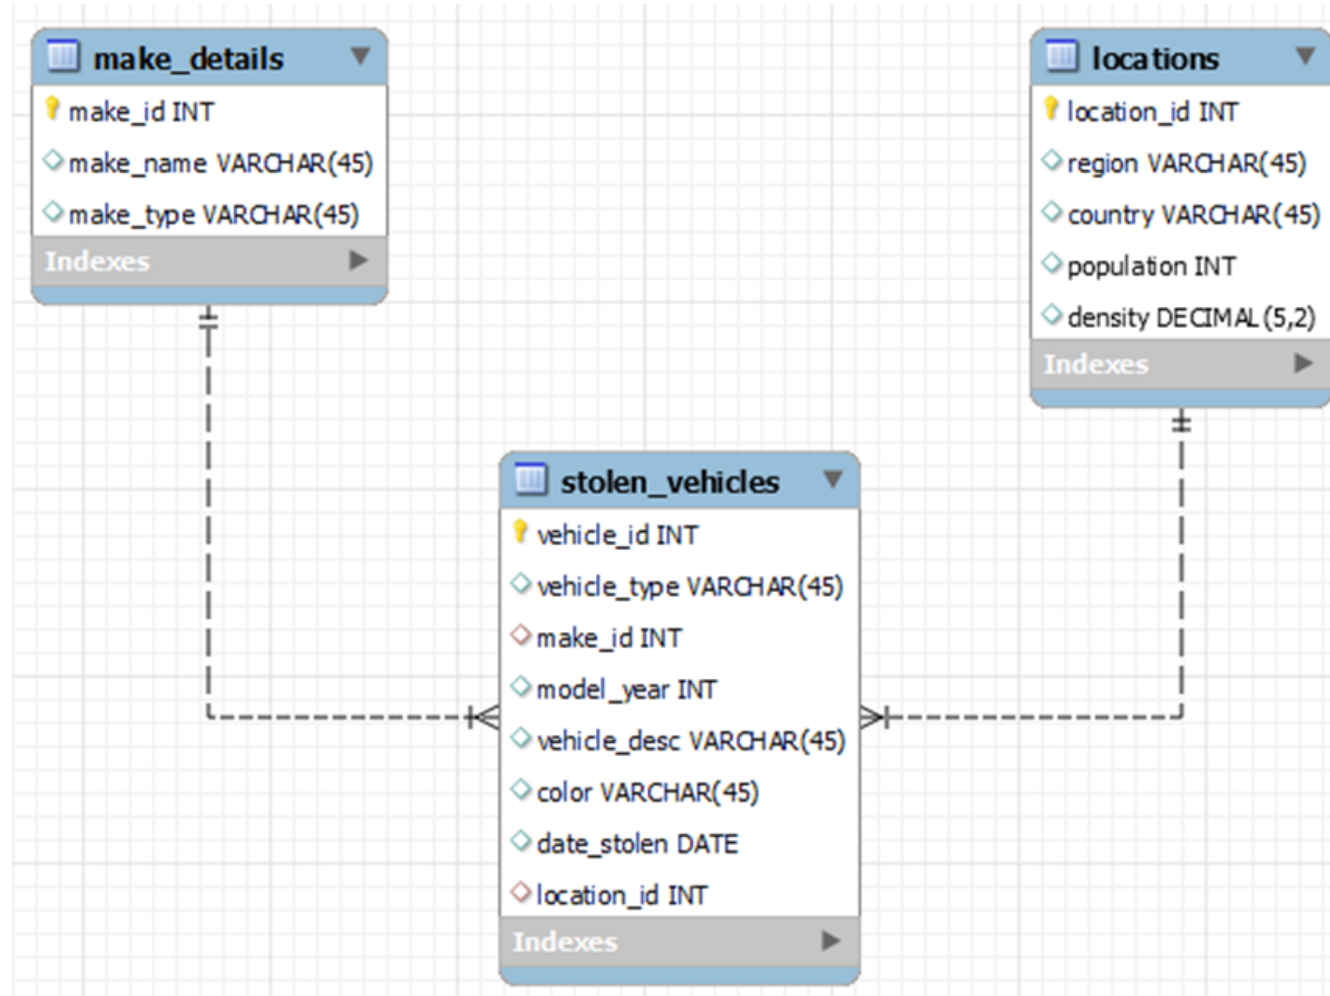 make_details
make_id INT
make_name VARCHAR(45)
make_type VARCHAR(45)
Indexes
locations
location_id INT
region VARCHAR(45)
country VARCHAR(45)
population INT
density DECIMAL(5,2)
Indexes
stolen_vehicles
vehicle_id INT
vehicle_type VARCHAR(45)
make_id INT
model_year INT
vehicle_desc VARCHAR(45)
color VARCHAR(45)
date_stolen DATE
location_id INT
Indexes